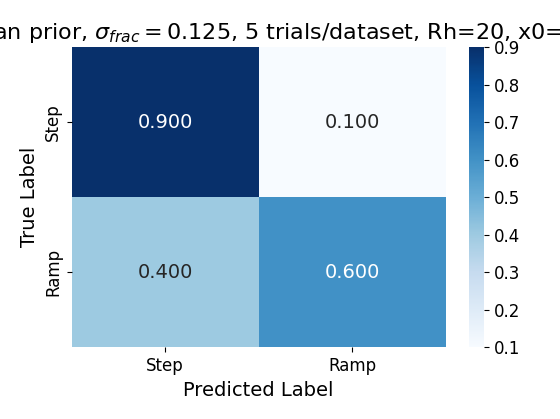 an prior, σ_frac = 0.125, 5 trials/dataset, Rh=20, x0=
0.9
Step 0.900 0.100
0.8
0.7
0.6
0.5
True Label
0.4
Ramp 0.400 0.600
0.3
0.2
0.1
Step Ramp
Predicted Label